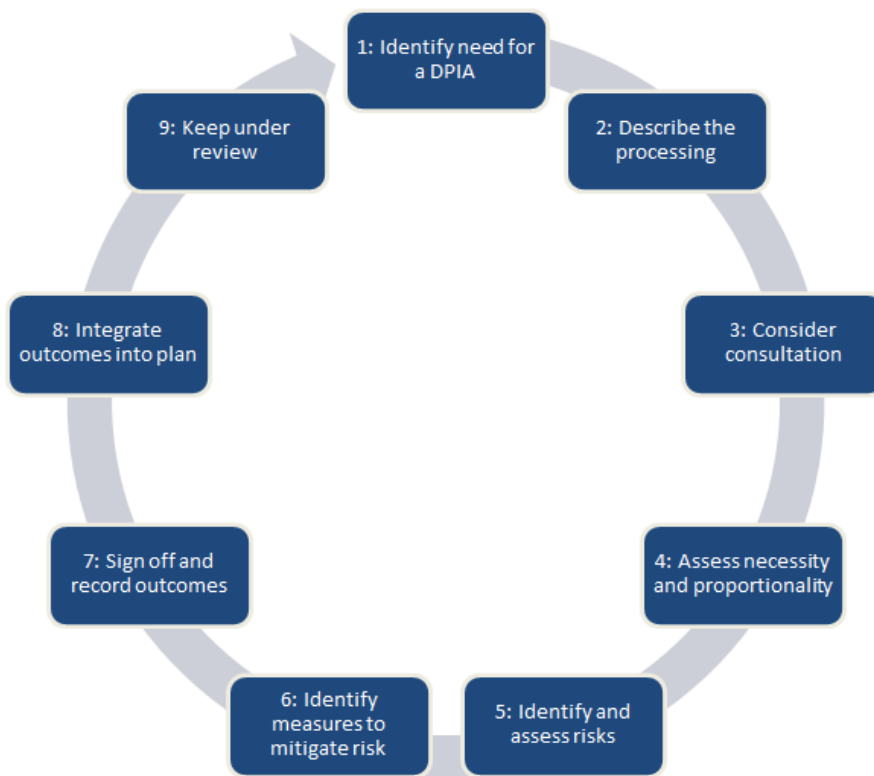 1: Identify need for
a DPIA
2: Describe the
processing
3: Consider
consultation
4: Assess necessity
and proportionality
5: Identify and
assess risks
6: Identify
measures to
mitigate risk
7: Sign off and
record outcomes
8: Integrate
outcomes into plan
9: Keep under
review